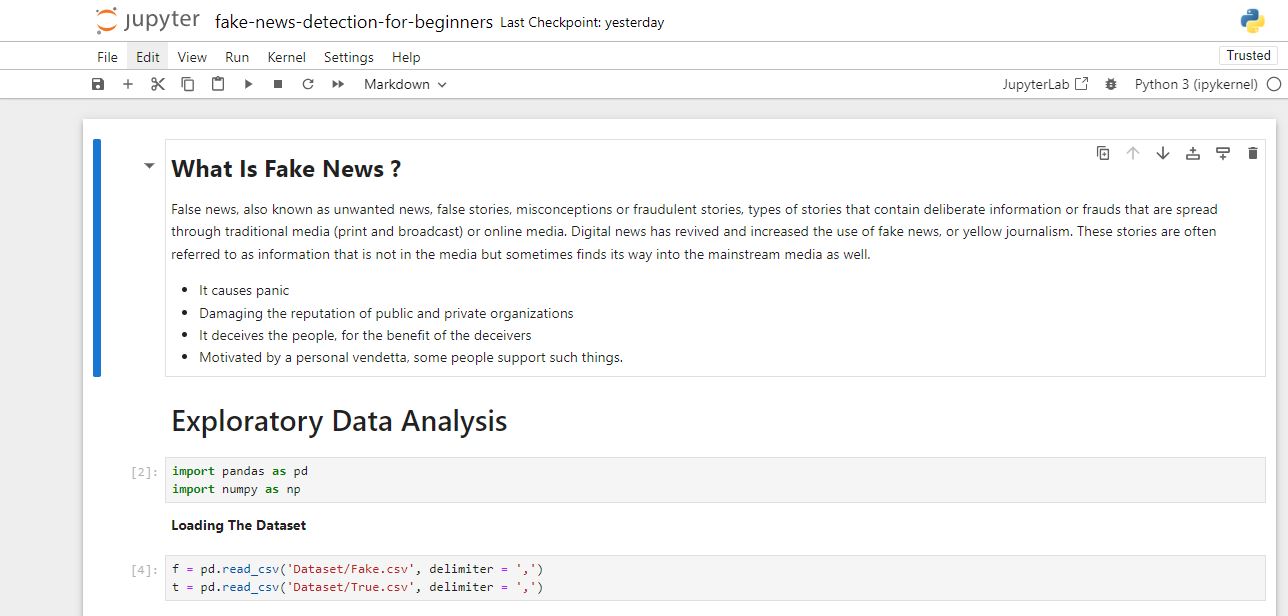 jupyter fake-news-detection-for-beginners Last Checkpoint: yesterday
File Edit View Run Kernel Settings Help Trusted
Markdown JupyterLab Python 3 (ipykernel)
What Is Fake News ?
False news, also known as unwanted news, false stories, misconceptions or fraudulent stories, types of stories that contain deliberate information or frauds that are spread
through traditional media (print and broadcast) or online media. Digital news has revived and increased the use of fake news, or yellow journalism. These stories are often
referred to as information that is not in the media but sometimes finds its way into the mainstream media as well.
• It causes panic
• Damaging the reputation of public and private organizations
• It deceives the people, for the benefit of the deceivers
• Motivated by a personal vendetta, some people support such things.
Exploratory Data Analysis
[2]: import pandas as pd
import numpy as np
Loading The Dataset
[4]: f = pd.read_csv('Dataset/Fake.csv', delimiter = ',')
t = pd.read_csv('Dataset/True.csv', delimiter = ',')